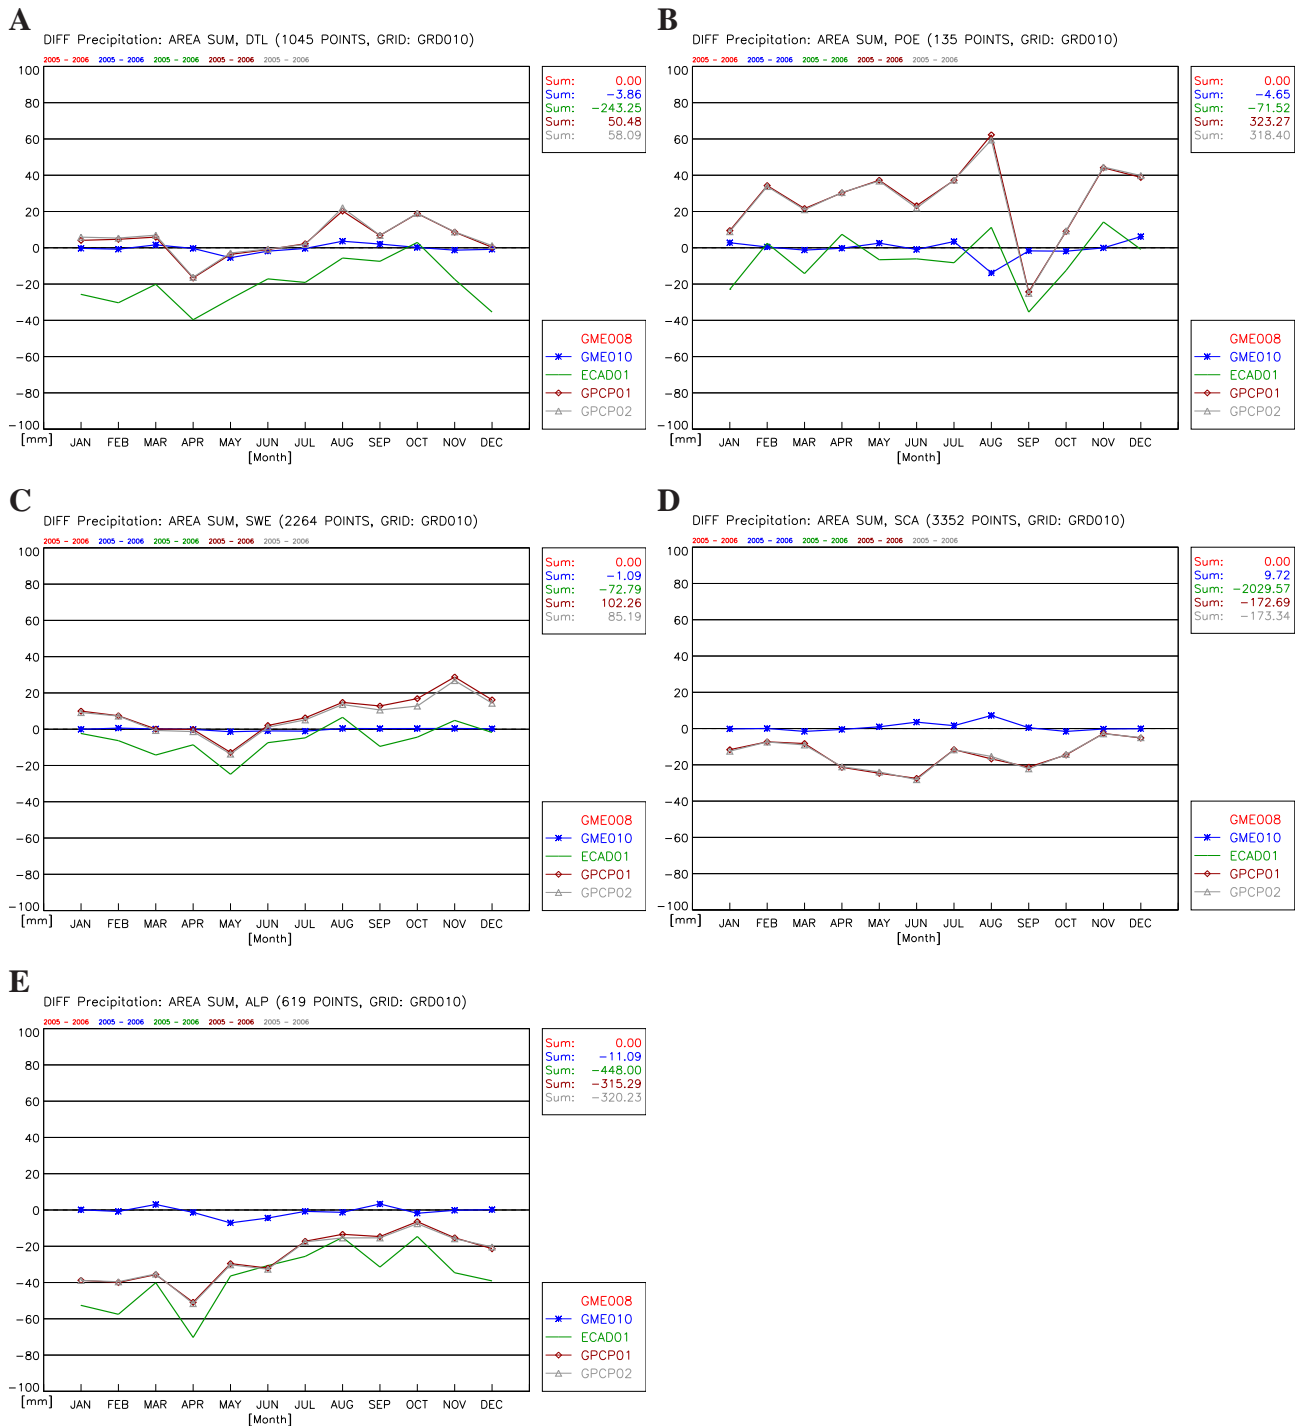 A
DIFF Precipitation: AREA SUM, DTL (1045 POINTS, GRID: GRD010)
2005 - 2006 2005 - 2006 2005 - 2006 2005 - 2006 2005 - 2006
100
80
60
40
20
0
-20
-40
-60
-80
-100
[mm]
JAN FEB MAR APR MAY JUN JUL AUG SEP OCT NOV DEC
[Month]
Sum: 0.00
Sum: -3.86
Sum: -243.25
Sum: 50.48
Sum: 58.09
GME008
GME010
ECAD01
GPCP01
GPCP02
B
DIFF Precipitation: AREA SUM, POE (135 POINTS, GRID: GRD010)
2005 - 2006 2005 - 2006 2005 - 2006 2005 - 2006 2005 - 2006
100
80
60
40
20
0
-20
-40
-60
-80
-100
[mm]
JAN FEB MAR APR MAY JUN JUL AUG SEP OCT NOV DEC
[Month]
Sum: 0.00
Sum: -4.65
Sum: -71.52
Sum: 323.27
Sum: 318.40
GME008
GME010
ECAD01
GPCP01
GPCP02
C
DIFF Precipitation: AREA SUM, SWE (2264 POINTS, GRID: GRD010)
2005 - 2006 2005 - 2006 2005 - 2006 2005 - 2006 2005 - 2006
100
80
60
40
20
0
-20
-40
-60
-80
-100
[mm]
JAN FEB MAR APR MAY JUN JUL AUG SEP OCT NOV DEC
[Month]
Sum: 0.00
Sum: -1.09
Sum: -72.79
Sum: 102.26
Sum: 85.19
GME008
GME010
ECAD01
GPCP01
GPCP02
D
DIFF Precipitation: AREA SUM, SCA (3352 POINTS, GRID: GRD010)
2005 - 2006 2005 - 2006 2005 - 2006 2005 - 2006 2005 - 2006
100
80
60
40
20
0
-20
-40
-60
-80
-100
[mm]
JAN FEB MAR APR MAY JUN JUL AUG SEP OCT NOV DEC
[Month]
Sum: 0.00
Sum: 9.72
Sum: -2029.57
Sum: -172.69
Sum: -173.34
GME008
GME010
ECAD01
GPCP01
GPCP02
E
DIFF Precipitation: AREA SUM, ALP (619 POINTS, GRID: GRD010)
2005 - 2006 2005 - 2006 2005 - 2006 2005 - 2006 2005 - 2006
100
80
60
40
20
0
-20
-40
-60
-80
-100
[mm]
JAN FEB MAR APR MAY JUN JUL AUG SEP OCT NOV DEC
[Month]
Sum: 0.00
Sum: -11.09
Sum: -448.00
Sum: -315.29
Sum: -320.23
GME008
GME010
ECAD01
GPCP01
GPCP02